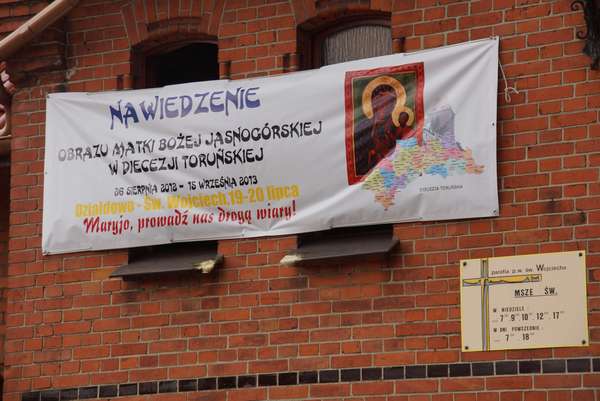 NAWIEDZENIE
OBRAZU MATKI BOŻEJ JASNOGÓRSKIEJ
W DIECEZJI TORUŃSKIEJ
06 SIERPNIA 2012 - 15 WRZEŚNIA 2013
Działdowo - Św. Wojciech, 19-20 lipca
Maryjo, prowadź nas drogą wiary!
DIECEZJA TORUŃSKA
parafia p.w. św. Wojciecha
MSZE ŚW.
W NIEDZIELE:
7 9 10 12 17
W DNI POWSZEDNIE:
7 18